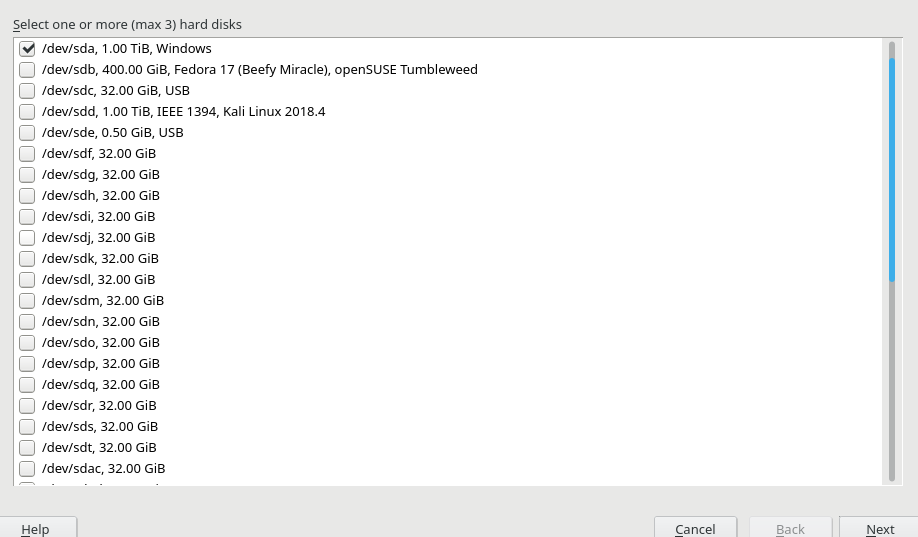 Select one or more (max 3) hard disks
/dev/sda, 1.00 TiB, Windows
/dev/sdb, 400.00 GiB, Fedora 17 (Beefy Miracle), openSUSE Tumbleweed
/dev/sdc, 32.00 GiB, USB
/dev/sdd, 1.00 TiB, IEEE 1394, Kali Linux 2018.4
/dev/sde, 0.50 GiB, USB
/dev/sdf, 32.00 GiB
/dev/sdg, 32.00 GiB
/dev/sdh, 32.00 GiB
/dev/sdi, 32.00 GiB
/dev/sdj, 32.00 GiB
/dev/sdk, 32.00 GiB
/dev/sdl, 32.00 GiB
/dev/sdm, 32.00 GiB
/dev/sdn, 32.00 GiB
/dev/sdo, 32.00 GiB
/dev/sdp, 32.00 GiB
/dev/sdq, 32.00 GiB
/dev/sdr, 32.00 GiB
/dev/sds, 32.00 GiB
/dev/sdt, 32.00 GiB
/dev/sdac, 32.00 GiB
Help Cancel Back Next